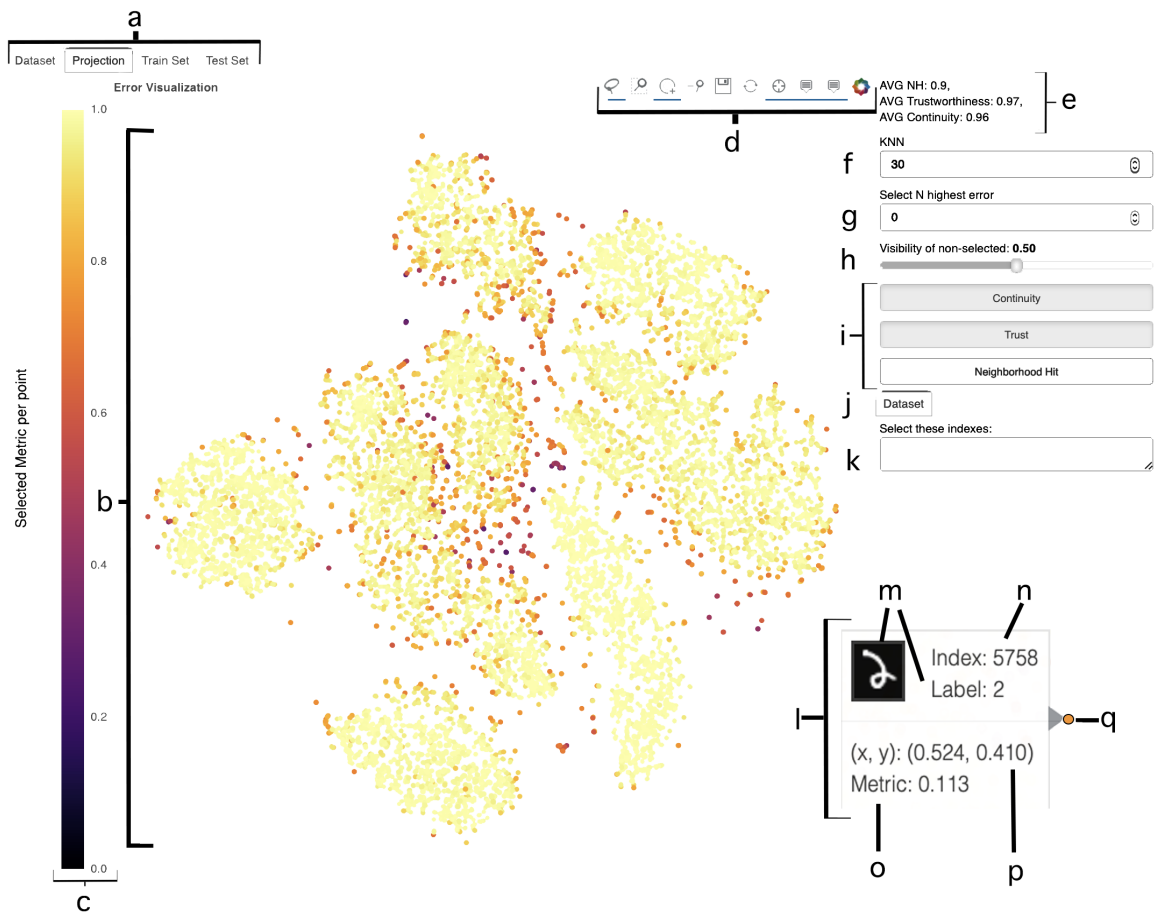 a
Dataset Projection Train Set Test Set
Error Visualization
1.0
0.8
0.6
0.4
0.2
0.0
Selected Metric per point
b
c
d
AVG NH: 0.9,
AVG Trustworthiness: 0.97,
AVG Continuity: 0.96
e
KNN
f 30
Select N highest error
g 0
Visibility of non-selected: 0.50
h
i
Continuity
Trust
Neighborhood Hit
j Dataset
Select these indexes:
k
m n
Index: 5758
Label: 2
l q
(x, y): (0.524, 0.410)
Metric: 0.113
o p